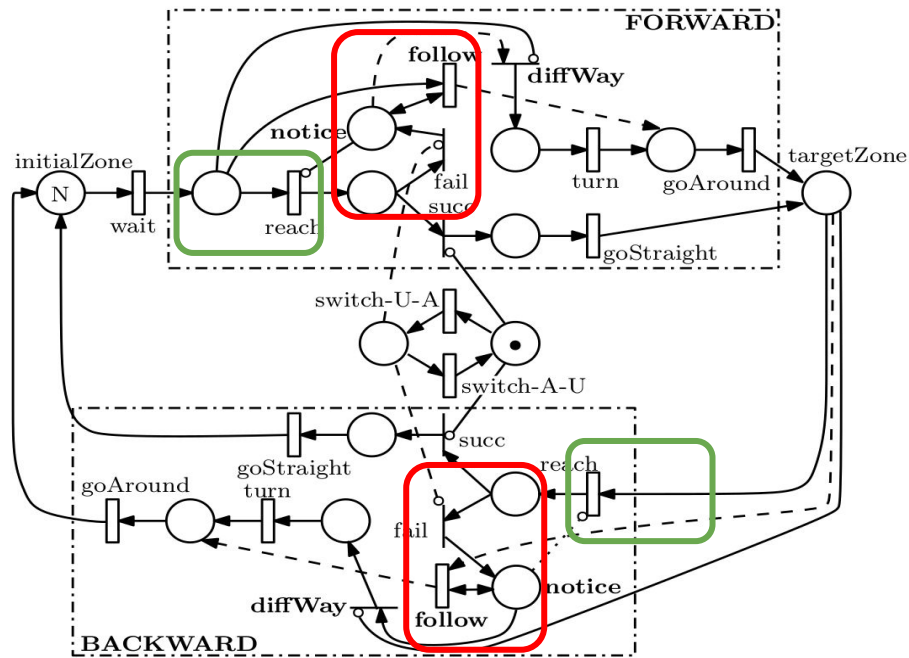 FORWARD
follow
diffWay
notice
initialZone
N
fail
turn
goAround
targetZone
wait
reach
succ
goStraight
switch-U-A
switch-A-U
succ
goStraight
reach
goAround
turn
fail
notice
diffWay
follow
BACKWARD